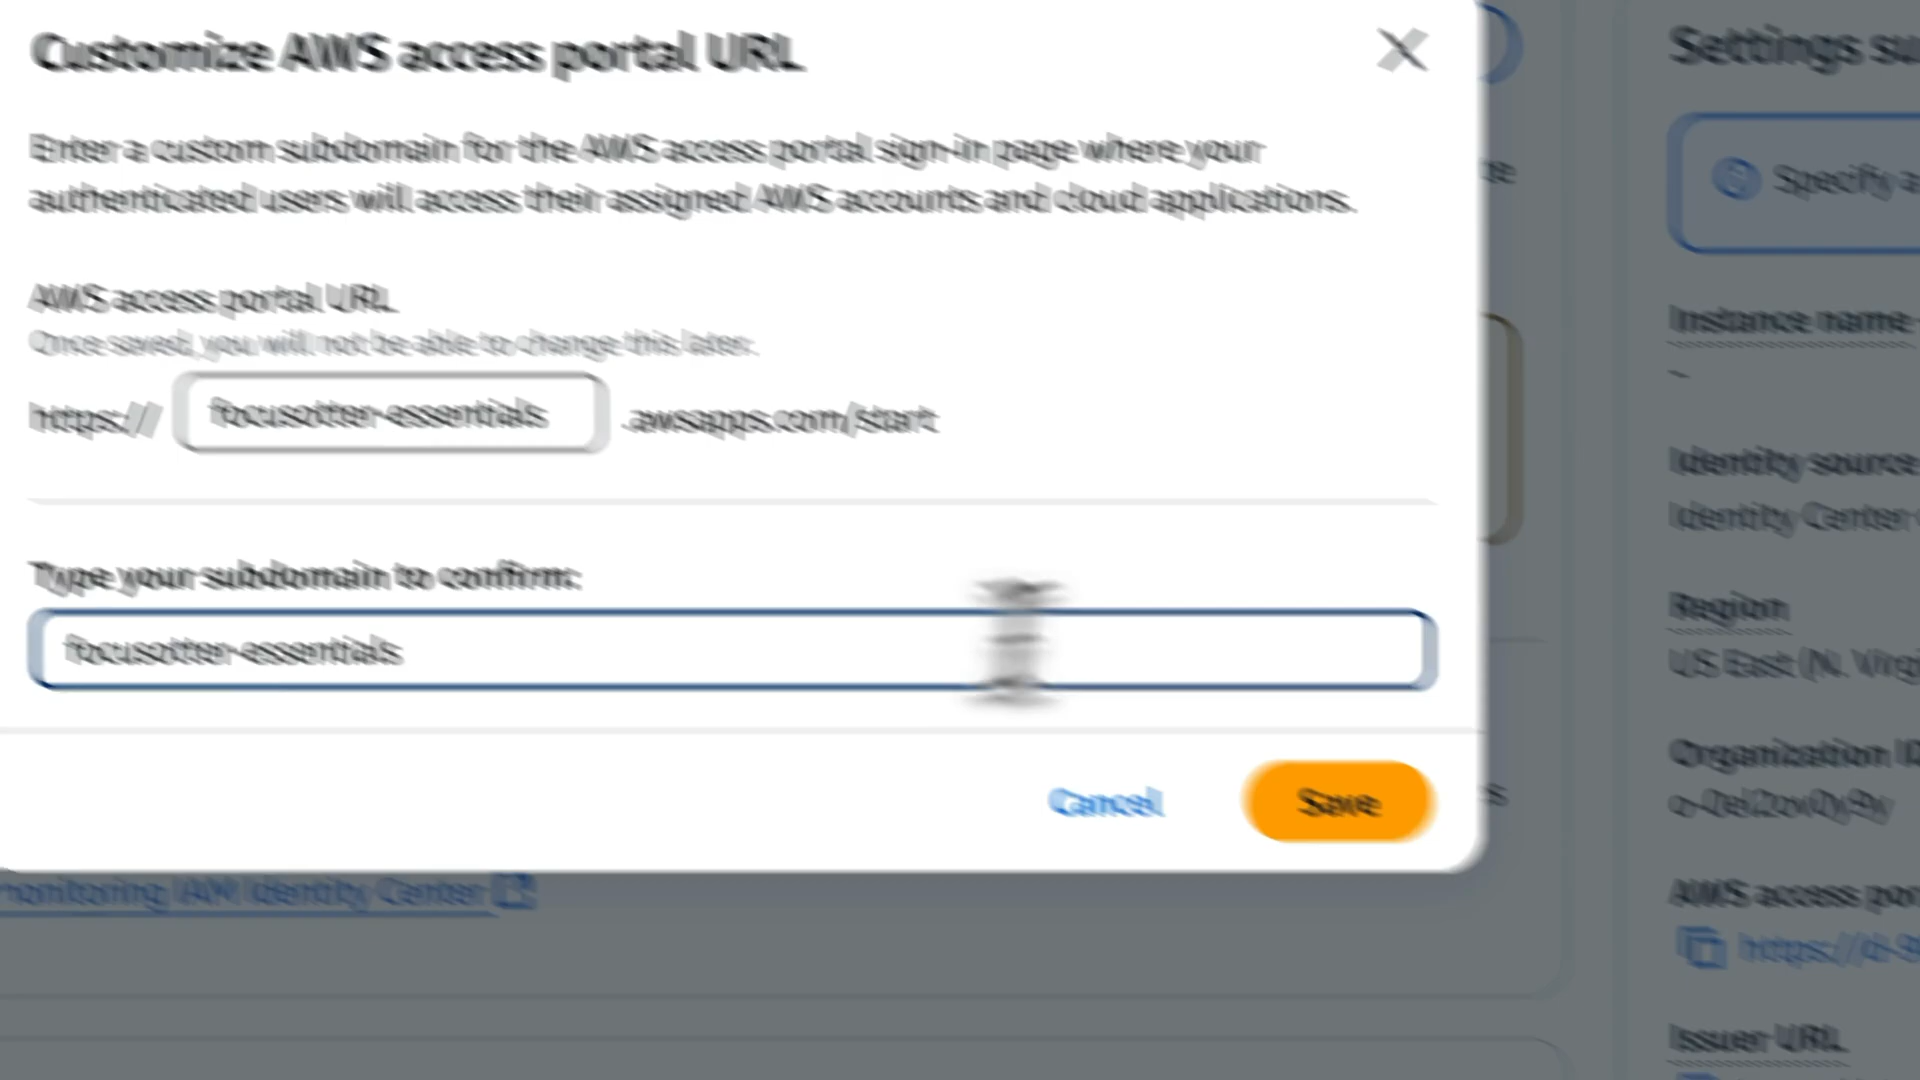 Customize AWS access portal URL
Enter a custom subdomain for the AWS access portal sign-in page where your
authenticated users will access their assigned AWS accounts and cloud applications.
AWS access portal URL
Once saved, you will not be able to change this later.
https://
focusotter-essentials
.awsapps.com/start
Type your subdomain to confirm:
focusotter-essentials
Cancel
Save
monitoring IAM Identity Center
Settings su
Specify a
Instance name
-
Identity source
Identity Center
Region
US East (N. Virgi
Organization ID
AWS access por
https://d-9
Issuer URL